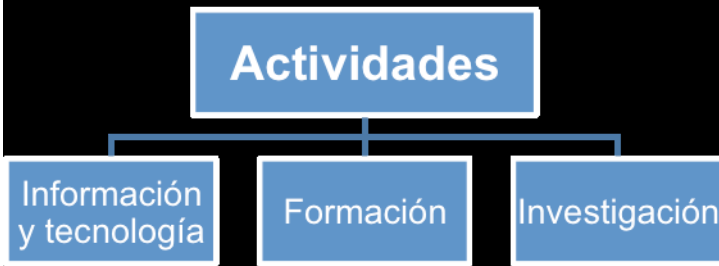 Actividades
Información
y tecnología
Formación
Investigación